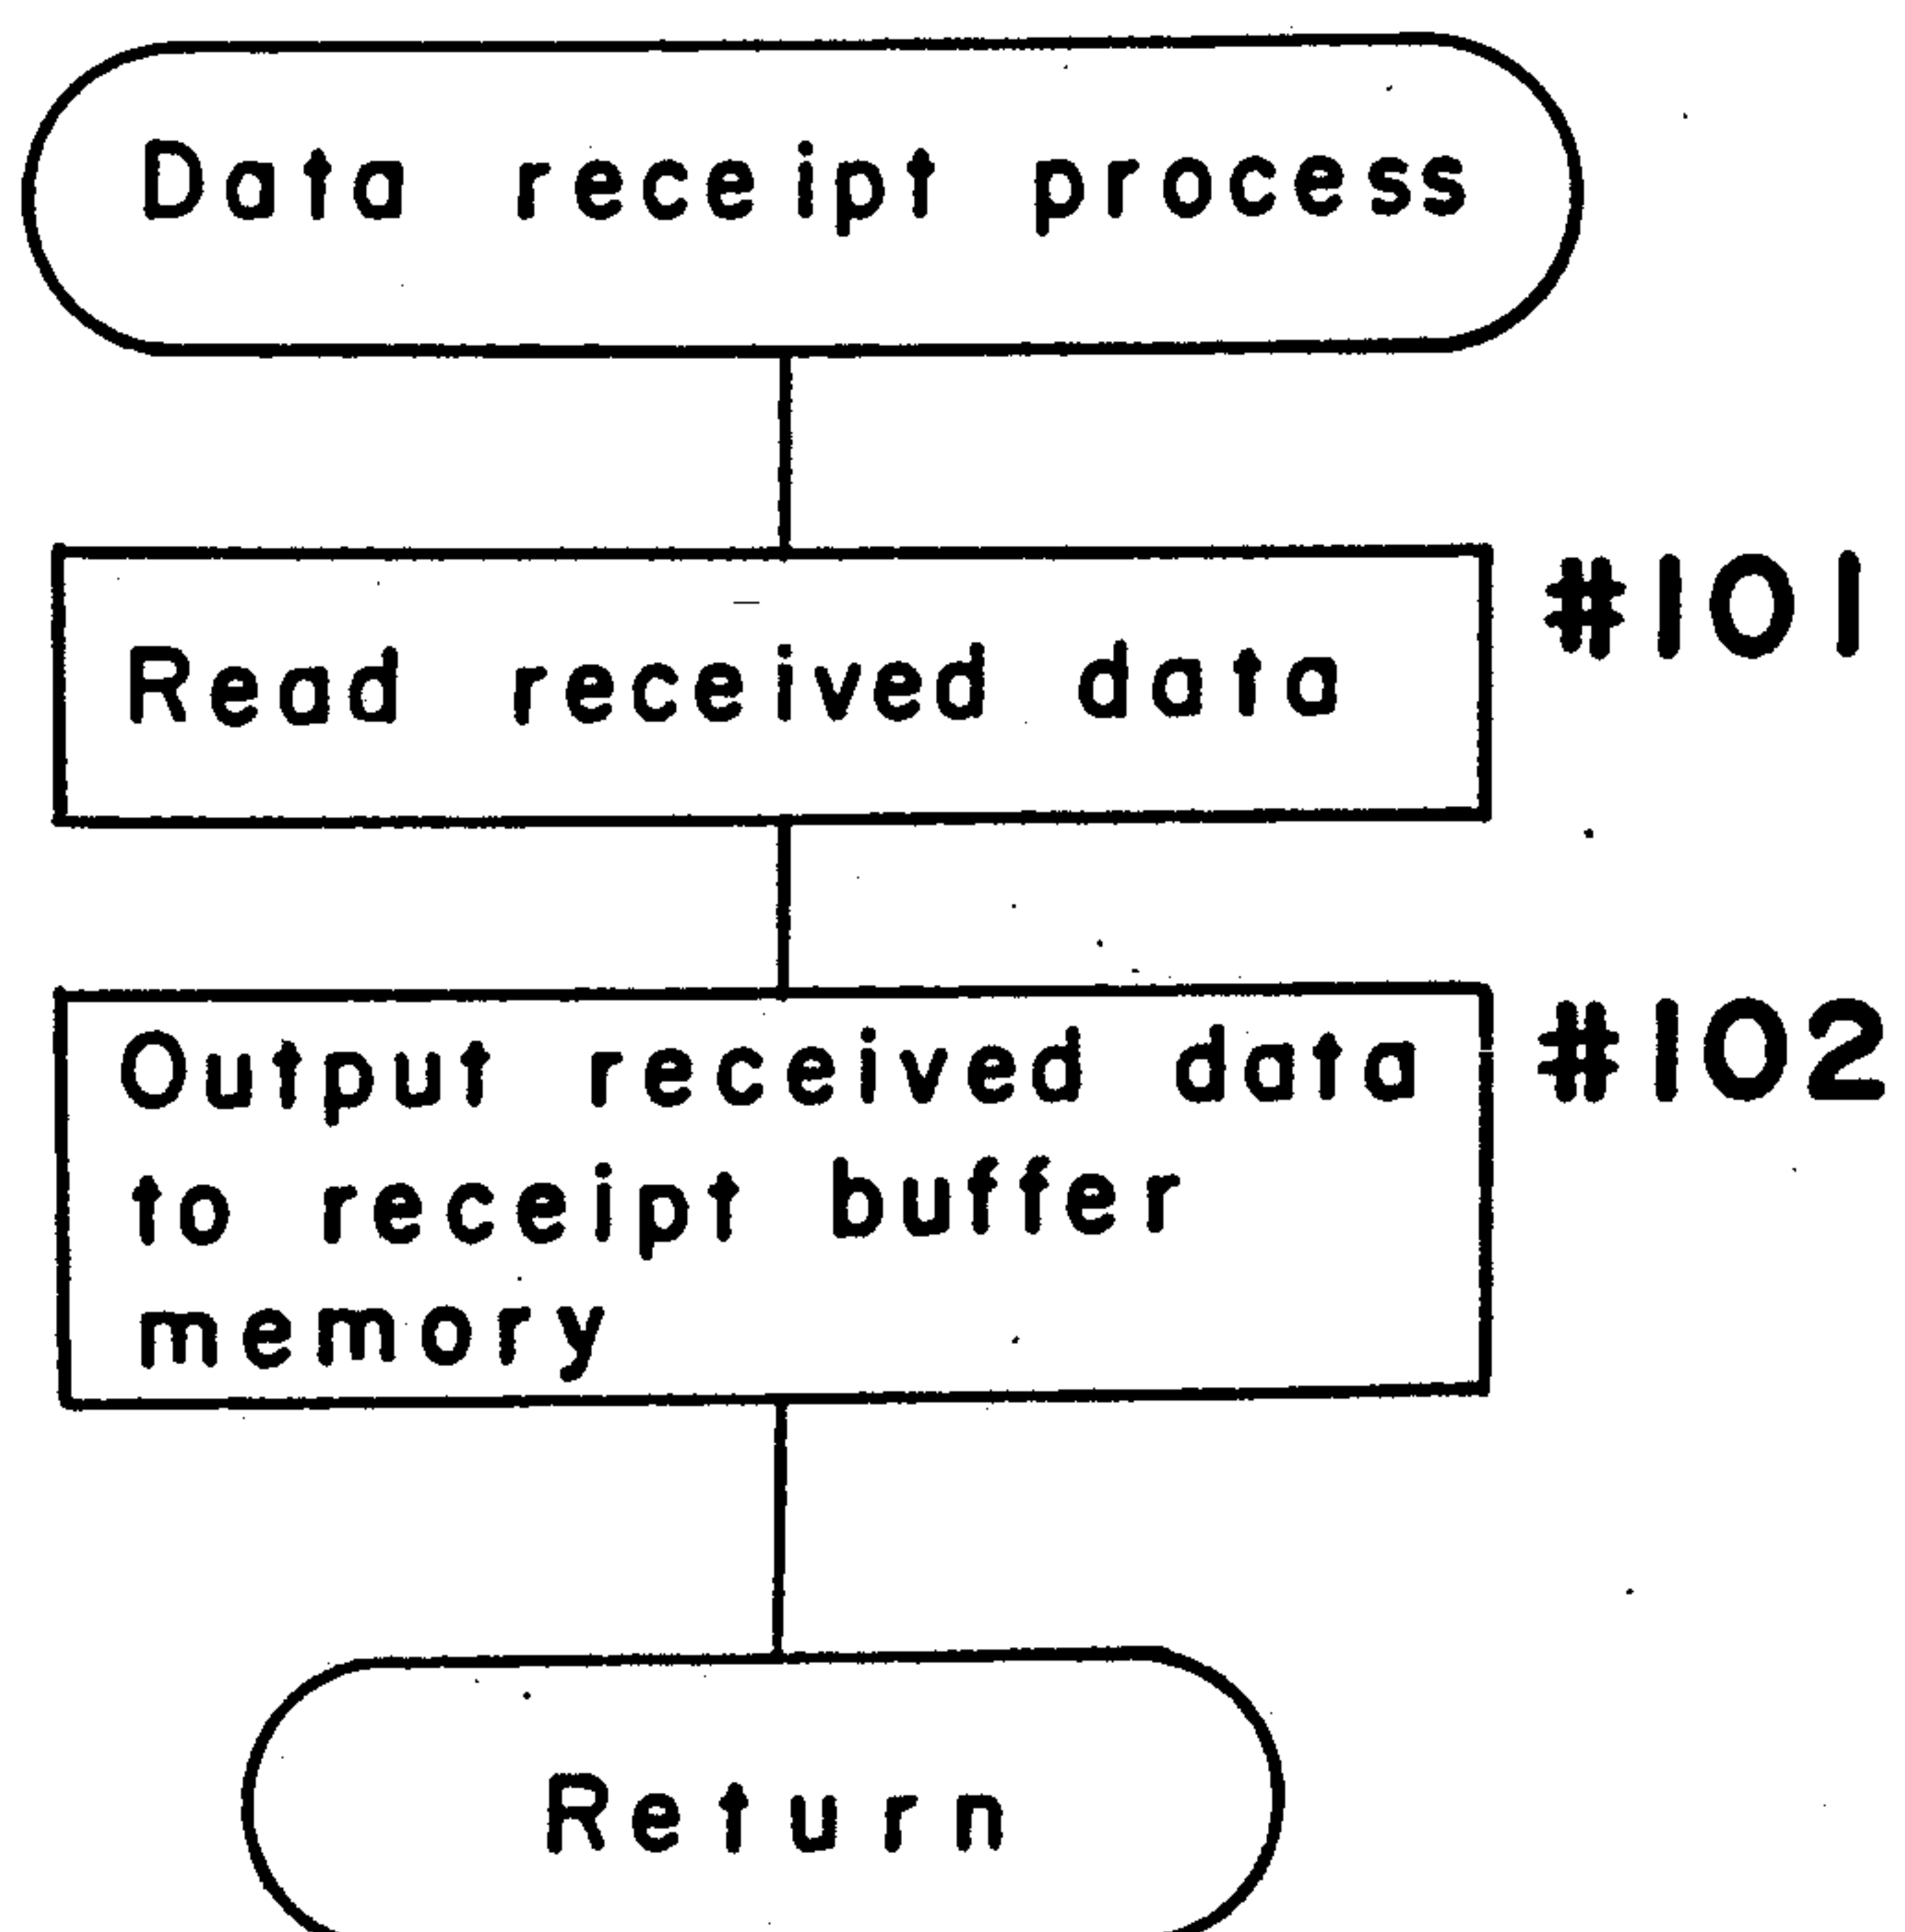 Data receipt process
Read received data
#101
Output received data
#102
to receipt buffer
memory
Return